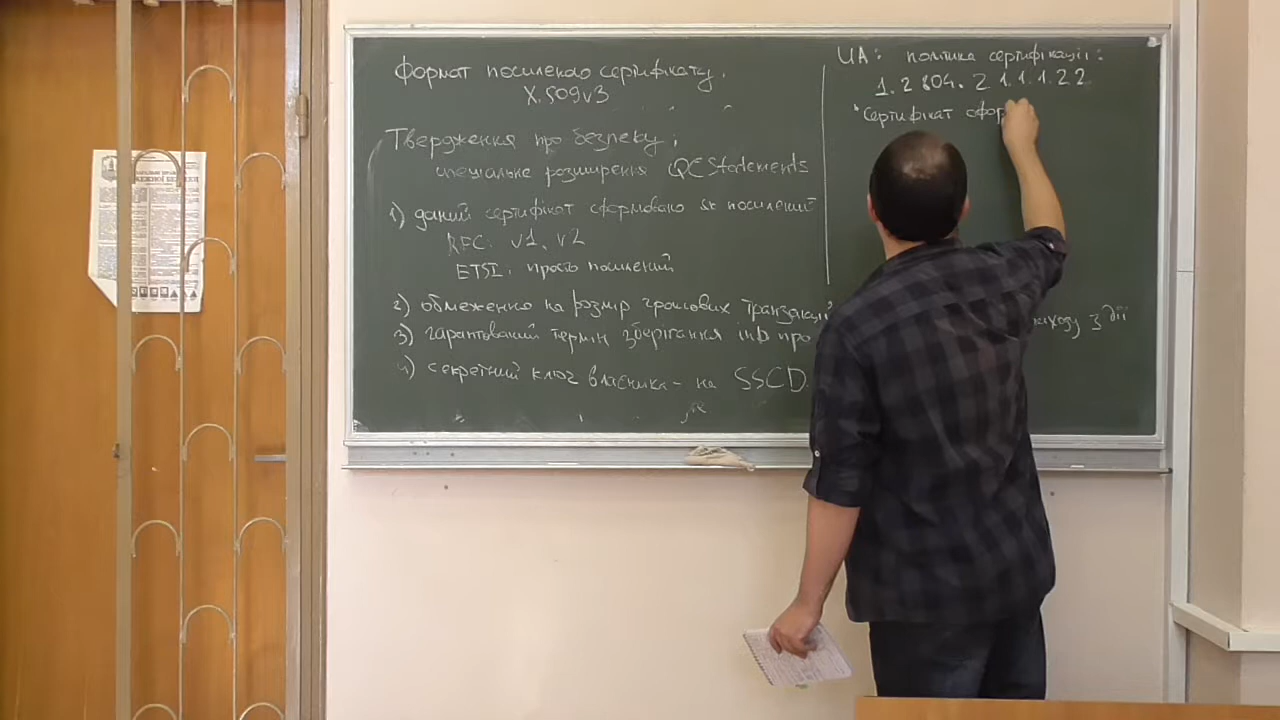 Формат посиленого сертифікату.
X.509v3
Твердження про безпеку:
спеціальне розширення QCStatements
1) даний сертифікат сформовано як посилений
RFC. v1, v2
ETSI: просто посилений
2) обмеження на розмір грошових транзакцій
3) гарантований термін зберігання інф про виходу з дії
4) секретний ключ власника - на SSCD.
UA: політика сертифікації:
1.2 804. 2 1.1.1.2 2
"Сертифікат сфор